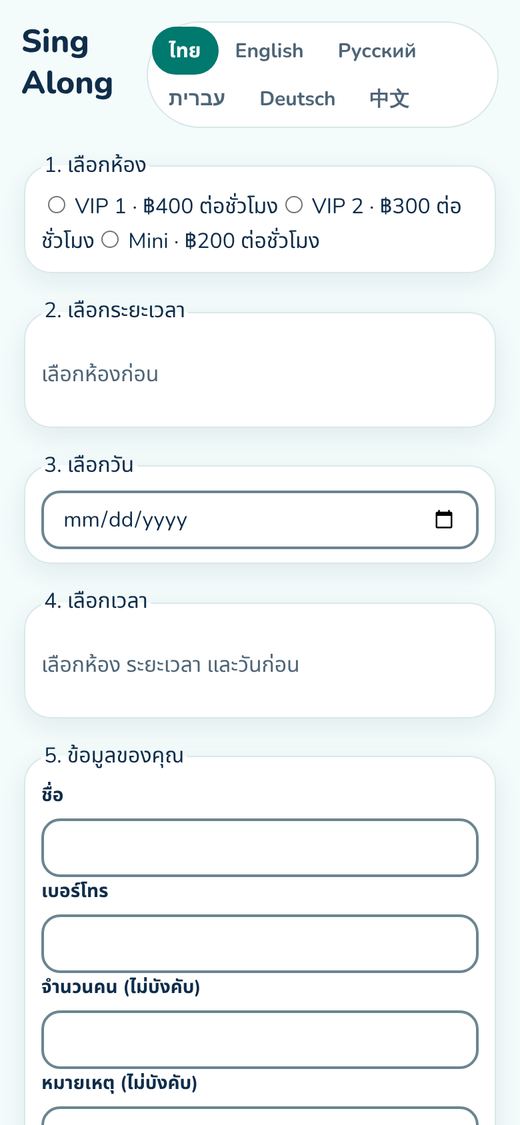 Sing
Along
ไทย English Русский
עברית Deutsch 中文
1. เลือกห้อง
VIP 1 · ฿400 ต่อชั่วโมง VIP 2 · ฿300 ต่อ
ชั่วโมง Mini · ฿200 ต่อชั่วโมง
2. เลือกระยะเวลา
เลือกห้องก่อน
3. เลือกวัน
mm/dd/yyyy
4. เลือกเวลา
เลือกห้อง ระยะเวลา และวันก่อน
5. ข้อมูลของคุณ
ชื่อ
เบอร์โทร
จำนวนคน (ไม่บังคับ)
หมายเหตุ (ไม่บังคับ)